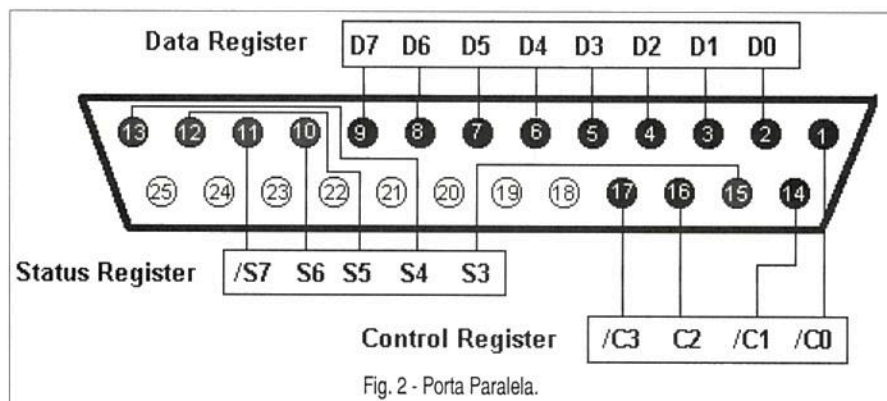 Data Register D7 D6 D5 D4 D3 D2 D1 D0
13 12 11 10 9 8 7 6 5 4 3 2 1
25 24 23 22 21 20 19 18 17 16 15 14
Status Register /S7 S6 S5 S4 S3
Control Register /C3 C2 /C1 /C0
Fig. 2 - Porta Paralela.